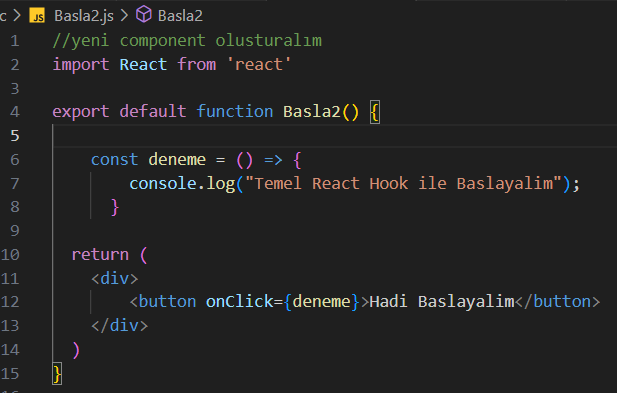 c > JS Basla2.js > Basla2
1 //yeni component olusturalım
2 import React from 'react'
3
4 export default function Basla2() {
5
6 const deneme = () => {
7 console.log("Temel React Hook ile Baslayalim");
8 }
9
10 return (
11 <div>
12 <button onClick={deneme}>Hadi Baslayalim</button>
13 </div>
14 )
15 }